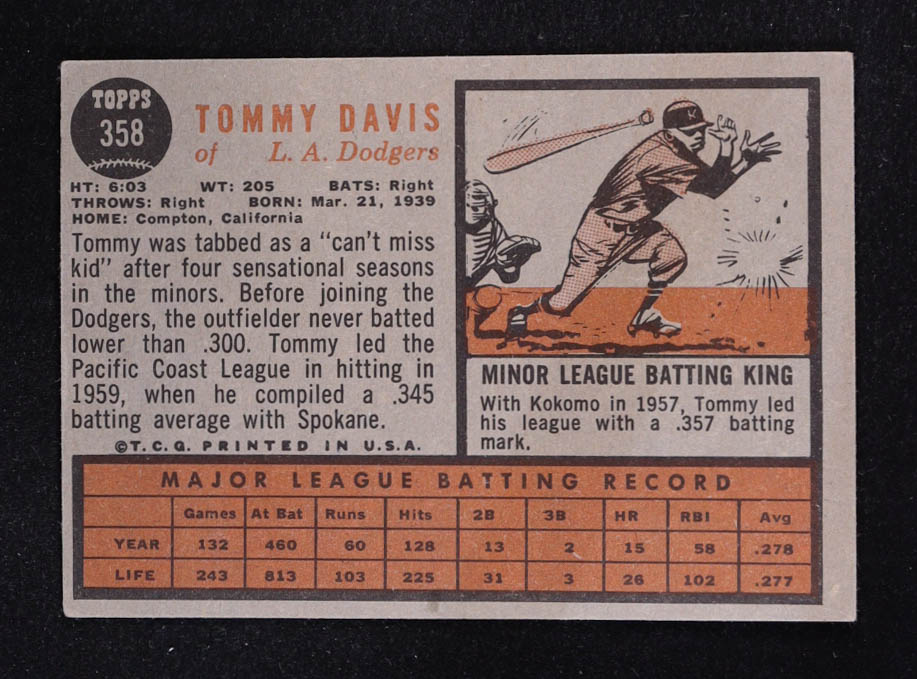 TOPPS
358
TOMMY DAVIS
of L. A. Dodgers
HT: 6:03 WT: 205 BATS: Right
THROWS: Right BORN: Mar. 21, 1939
HOME: Compton, California
Tommy was tabbed as a "can't miss
kid" after four sensational seasons
in the minors. Before joining the
Dodgers, the outfielder never batted
lower than .300. Tommy led the
Pacific Coast League in hitting in
1959, when he compiled a .345
batting average with Spokane.
©T.C.G. PRINTED IN U.S.A.
K
MINOR LEAGUE BATTING KING
With Kokomo in 1957, Tommy led
his league with a .357 batting
mark.
MAJOR LEAGUE BATTING RECORD
Games At Bat Runs Hits 2B 3B HR RBI Avg
YEAR 132 460 60 128 13 2 15 58 .278
LIFE 243 813 103 225 31 3 26 102 .277